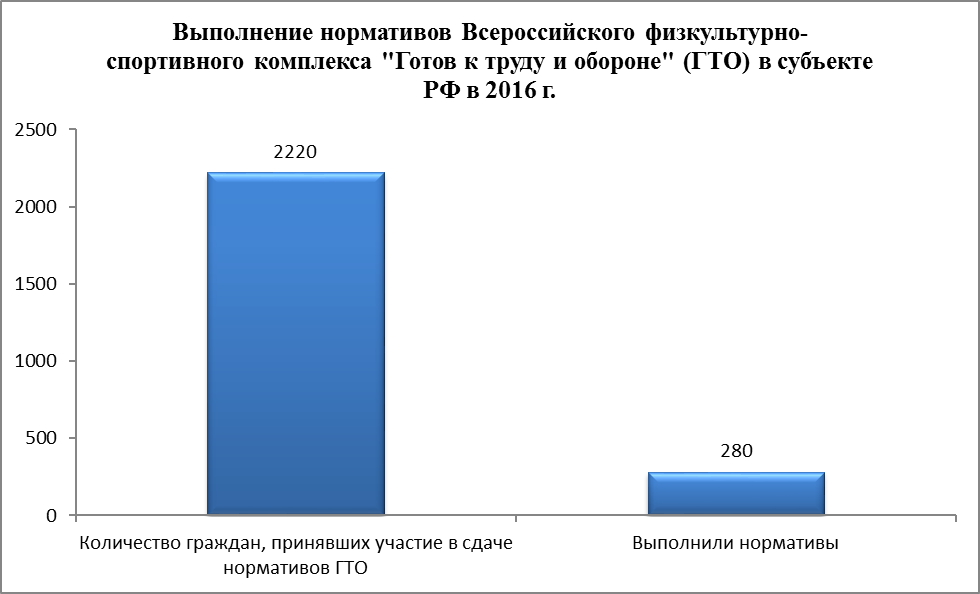 Выполнение нормативов Всероссийского физкультурно-
спортивного комплекса "Готов к труду и обороне" (ГТО) в субъекте
РФ в 2016 г.
2500
2000
1500
1000
500
0
2220
280
Количество граждан, принявших участие в сдаче
нормативов ГТО
Выполнили нормативы